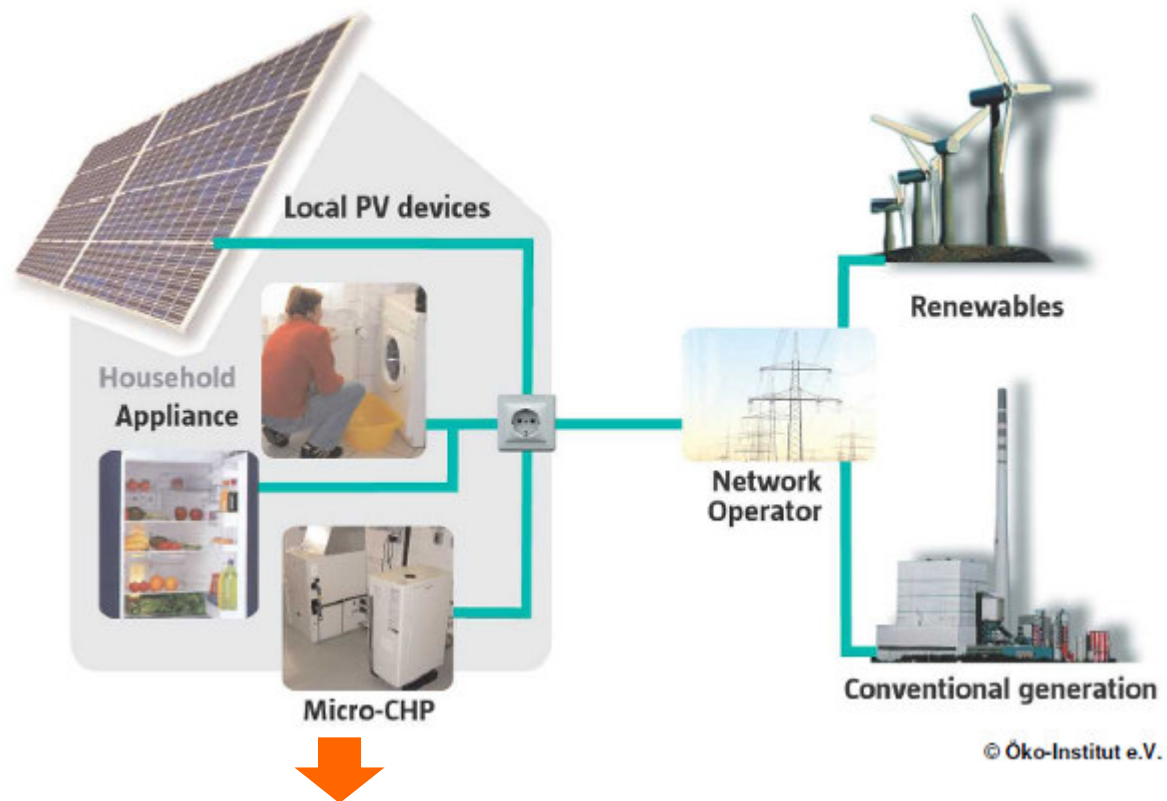 Local PV devices
Renewables
Household
Appliance
Network
Operator
Conventional generation
Micro-CHP
© Öko-Institut e.V.